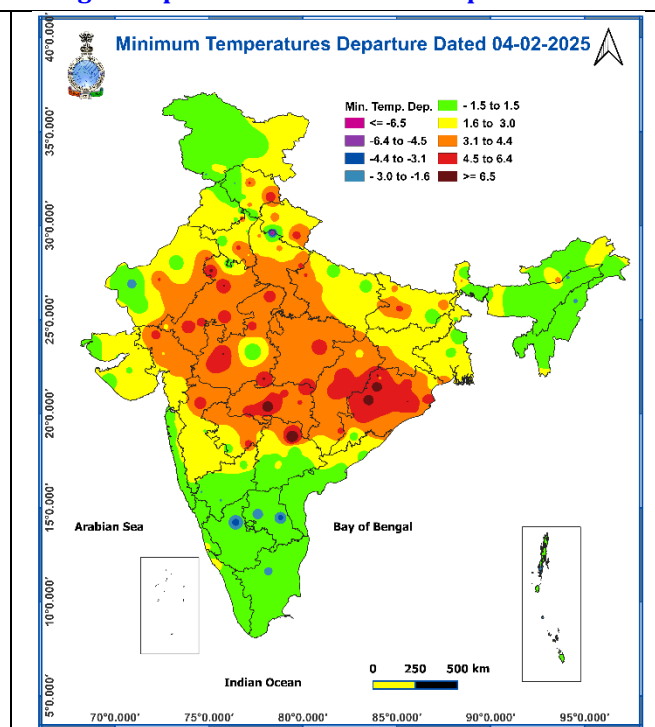 Minimum Temperatures Departure Dated 04-02-2025
Min. Temp. Dep.
<= -6.5
-6.4 to -4.5
-4.4 to -3.1
- 3.0 to -1.6
- 1.5 to 1.5
1.6 to 3.0
3.1 to 4.4
4.5 to 6.4
>= 6.5
40°0.000'
35°0.000'
30°0.000'
25°0.000'
20°0.000'
15°0.000'
10°0.000'
5°0.000'
Arabian Sea
Bay of Bengal
Indian Ocean
0 250 500 km
70°0.000' 75°0.000' 80°0.000' 85°0.000' 90°0.000' 95°0.000'